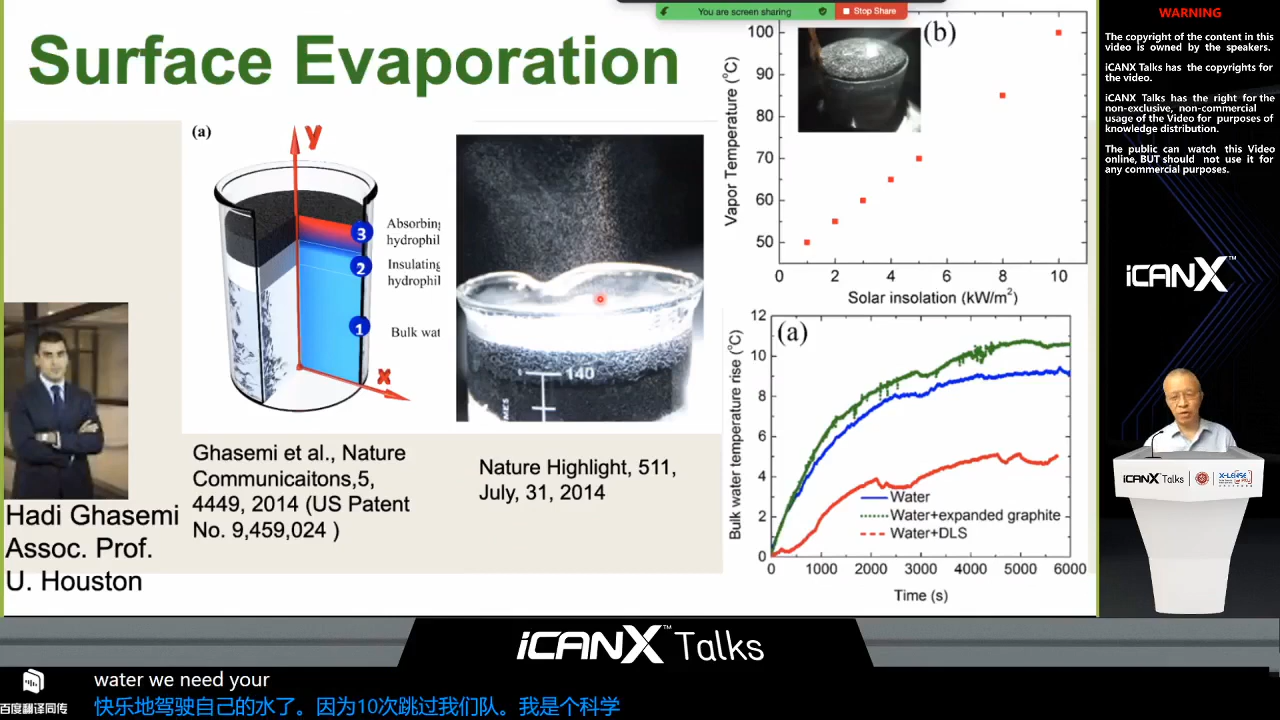 You are screen sharing
Stop Share
Surface Evaporation
(a)
y
3
2
1
x
Absorbing
hydrophil
Insulating
hydrophil
Bulk wat
140
Ghasemi et al., Nature
Communicaitons,5,
4449, 2014 (US Patent
No. 9,459,024 )
Nature Highlight, 511,
July, 31, 2014
Hadi Ghasemi
Assoc. Prof.
U. Houston
(b)
Vapor Temperature (°C)
100
90
80
70
60
50
0 2 4 6 8 10
Solar insolation (kW/m²)
(a)
Bulk water temperature rise (°C)
12
10
8
6
4
2
0
Water
Water+expanded graphite
Water+DLS
0 1000 2000 3000 4000 5000 6000
Time (s)
WARNING
The copyright of the content in this
video is owned by the speakers.
iCANX Talks has the copyrights for
the video.
iCANX Talks has the right for the
non-exclusive, non-commercial
usage of the Video for purposes of
knowledge distribution.
The public can watch this Video
online, BUT should not use it for
any commercial purposes.
iCANX™
iCANX Talks
X-LENSE
iCANX™ Talks
百度翻译同传
water we need your
快乐地驾驶自己的水了。因为10次跳过我们队。我是个科学